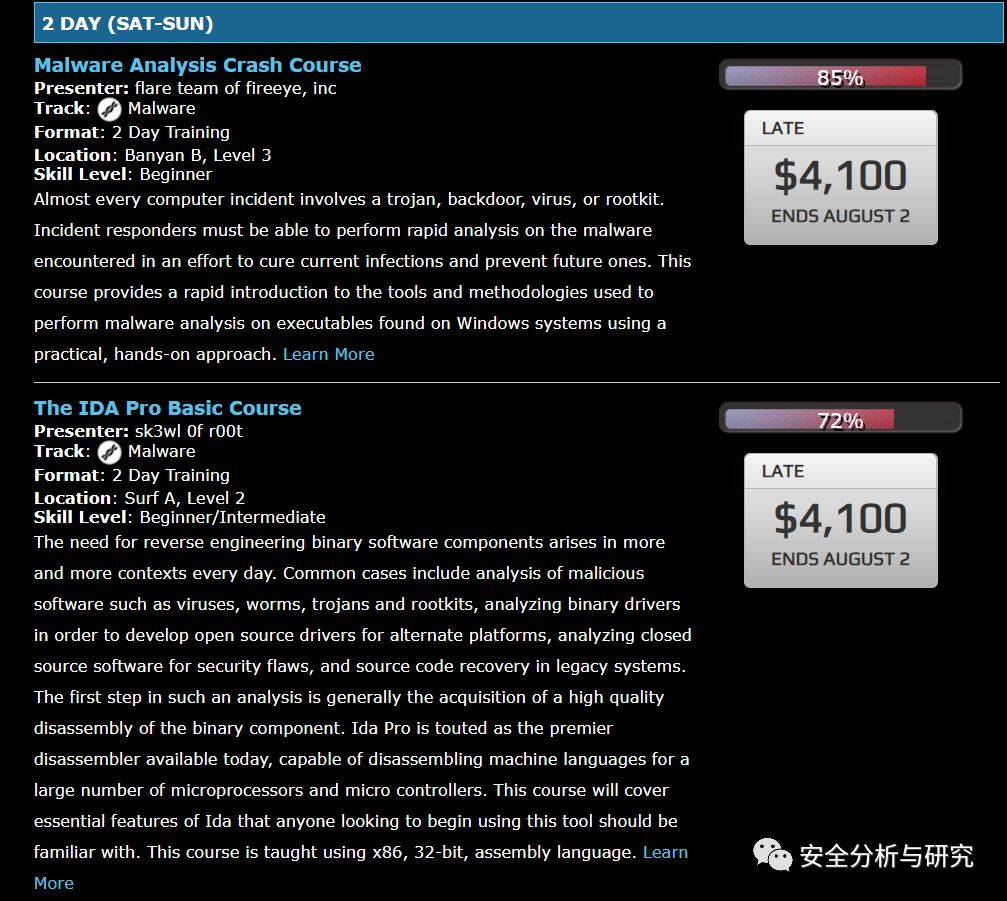 2 DAY (SAT-SUN)
Malware Analysis Crash Course
Presenter: flare team of fireeye, inc
Track: Malware
Format: 2 Day Training
Location: Banyan B, Level 3
Skill Level: Beginner
Almost every computer incident involves a trojan, backdoor, virus, or rootkit.
Incident responders must be able to perform rapid analysis on the malware
encountered in an effort to cure current infections and prevent future ones. This
course provides a rapid introduction to the tools and methodologies used to
perform malware analysis on executables found on Windows systems using a
practical, hands-on approach. Learn More
85%
LATE
$4,100
ENDS AUGUST 2
The IDA Pro Basic Course
Presenter: sk3wl 0f r00t
Track: Malware
Format: 2 Day Training
Location: Surf A, Level 2
Skill Level: Beginner/Intermediate
The need for reverse engineering binary software components arises in more
and more contexts every day. Common cases include analysis of malicious
software such as viruses, worms, trojans and rootkits, analyzing binary drivers
in order to develop open source drivers for alternate platforms, analyzing closed
source software for security flaws, and source code recovery in legacy systems.
The first step in such an analysis is generally the acquisition of a high quality
disassembly of the binary component. Ida Pro is touted as the premier
disassembler available today, capable of disassembling machine languages for a
large number of microprocessors and micro controllers. This course will cover
essential features of Ida that anyone looking to begin using this tool should be
familiar with. This course is taught using x86, 32-bit, assembly language. Learn
More
72%
LATE
$4,100
ENDS AUGUST 2
安全分析与研究